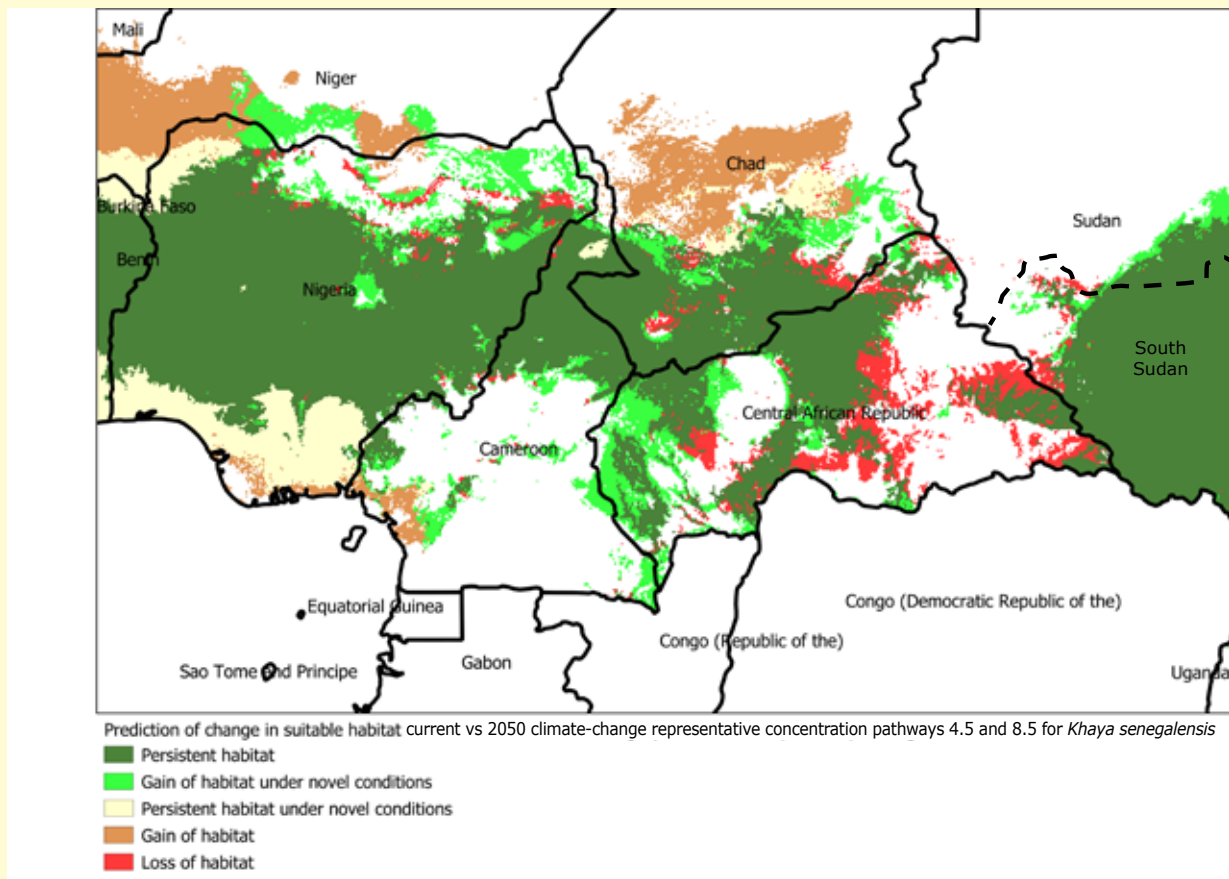 Mali
Niger
Chad
Burkina Faso
Sudan
Benin
Nigeria
South
Sudan
Central African Republic
Cameroon
Equatorial Guinea
Congo (Democratic Republic of the)
Congo (Republic of the)
Gabon
Sao Tome and Principe
Uganda
Prediction of change in suitable habitat current vs 2050 climate-change representative concentration pathways 4.5 and 8.5 for Khaya senegalensis
Persistent habitat
Gain of habitat under novel conditions
Persistent habitat under novel conditions
Gain of habitat
Loss of habitat